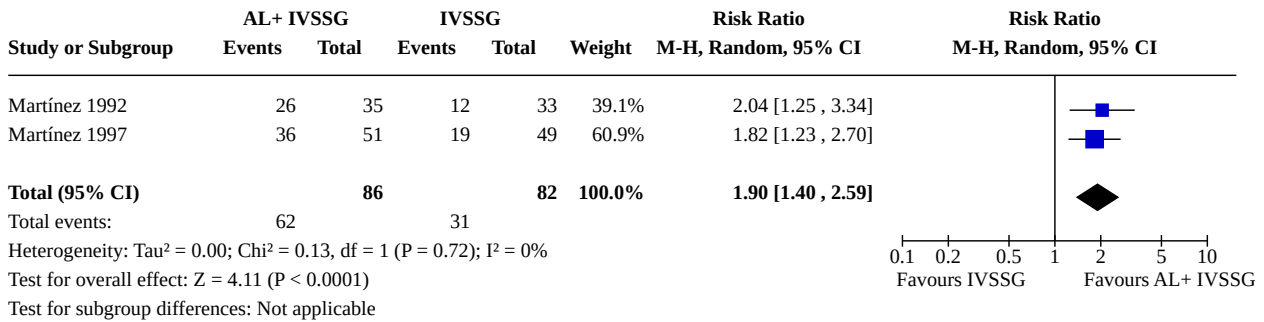 AL+ IVSSG IVSSG Risk Ratio Risk Ratio
Study or Subgroup Events Total Events Total Weight M-H, Random, 95% CI M-H, Random, 95% CI
Martínez 1992 26 35 12 33 39.1% 2.04 [1.25 , 3.34]
Martínez 1997 36 51 19 49 60.9% 1.82 [1.23 , 2.70]
Total (95% CI) 86 82 100.0% 1.90 [1.40 , 2.59]
Total events: 62 31
Heterogeneity: Tau² = 0.00; Chi² = 0.13, df = 1 (P = 0.72); I² = 0%
Test for overall effect: Z = 4.11 (P < 0.0001)
Test for subgroup differences: Not applicable
0.1 0.2 0.5 1 2 5 10
Favours IVSSG Favours AL+ IVSSG